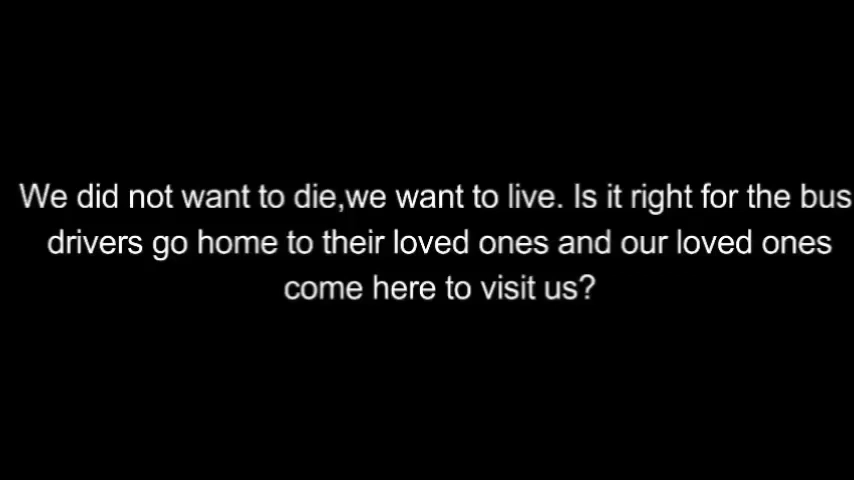 We did not want to die,we want to live. Is it right for the bus
drivers go home to their loved ones and our loved ones
come here to visit us?